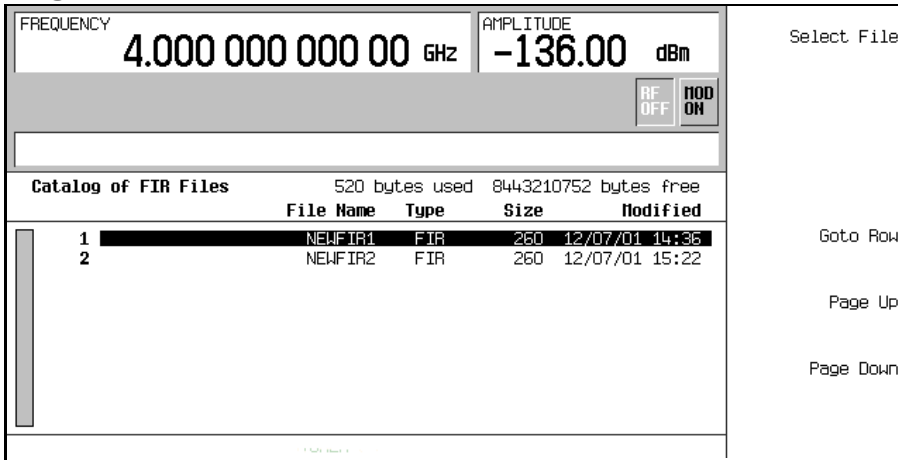 FREQUENCY
4.000 000 000 00 GHz
AMPLITUDE
-136.00 dBm
RF OFF
MOD ON
Select File
Catalog of FIR Files 520 bytes used 8443210752 bytes free
File Name Type Size Modified
1 NEWFIR1 FIR 260 12/07/01 14:36
2 NEWFIR2 FIR 260 12/07/01 15:22
Goto Row
Page Up
Page Down